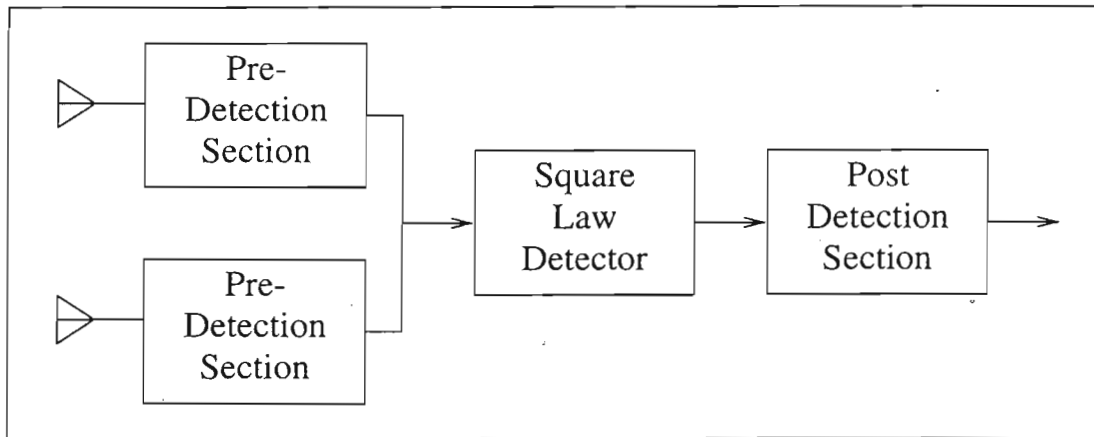 Pre-
Detection
Section
Square
Law
Detector
Post
Detection
Section
Pre-
Detection
Section